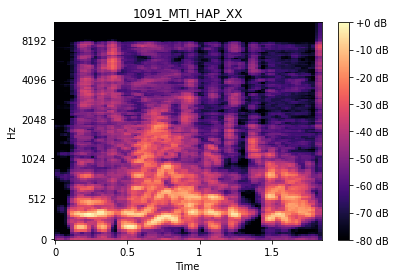 1091_MTI_HAP_XX
8192
4096
2048
1024
512
0
Hz
0
0.5
1
1.5
Time
+0 dB
-10 dB
-20 dB
-30 dB
-40 dB
-50 dB
-60 dB
-70 dB
-80 dB